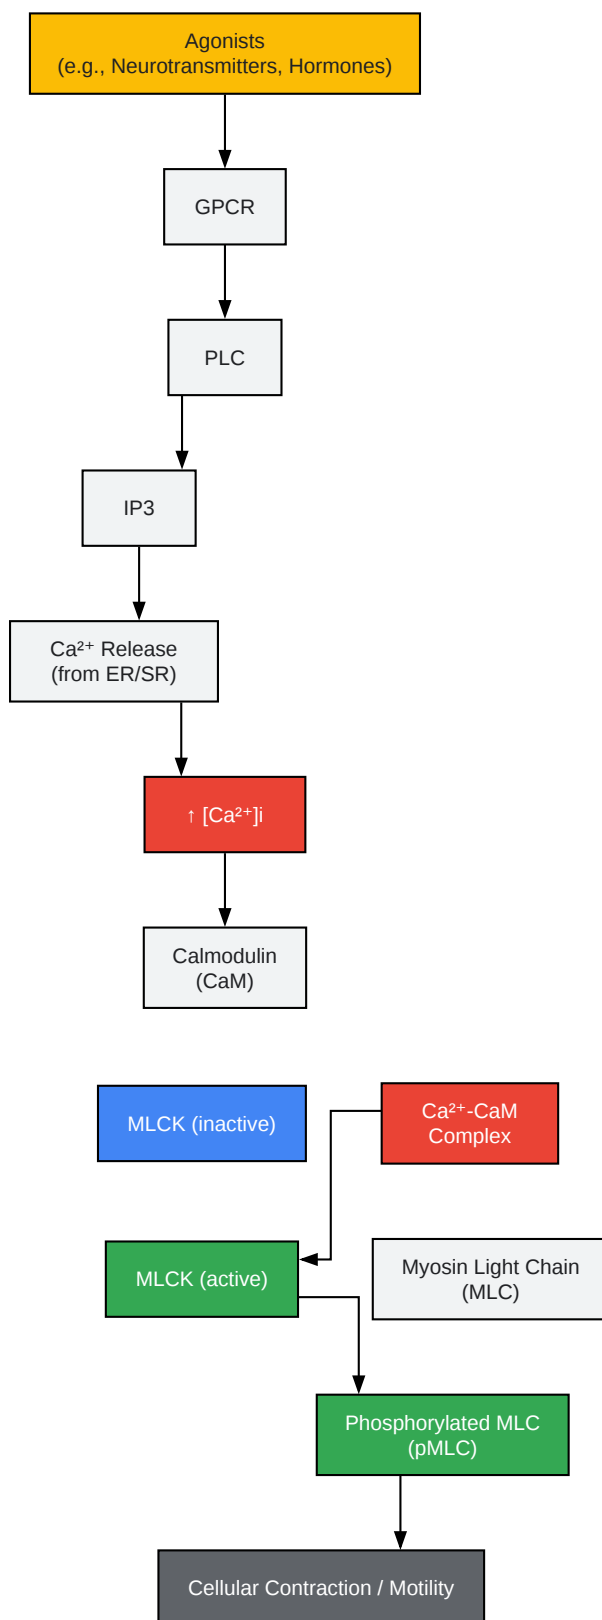 Agonists
(e.g., Neurotransmitters, Hormones)
GPCR
PLC
IP3
Ca²⁺ Release
(from ER/SR)
↑ [Ca²⁺]i
Calmodulin
(CaM)
MLCK (inactive)
Ca²⁺-CaM
Complex
MLCK (active)
Myosin Light Chain
(MLC)
Phosphorylated MLC
(pMLC)
Cellular Contraction / Motility